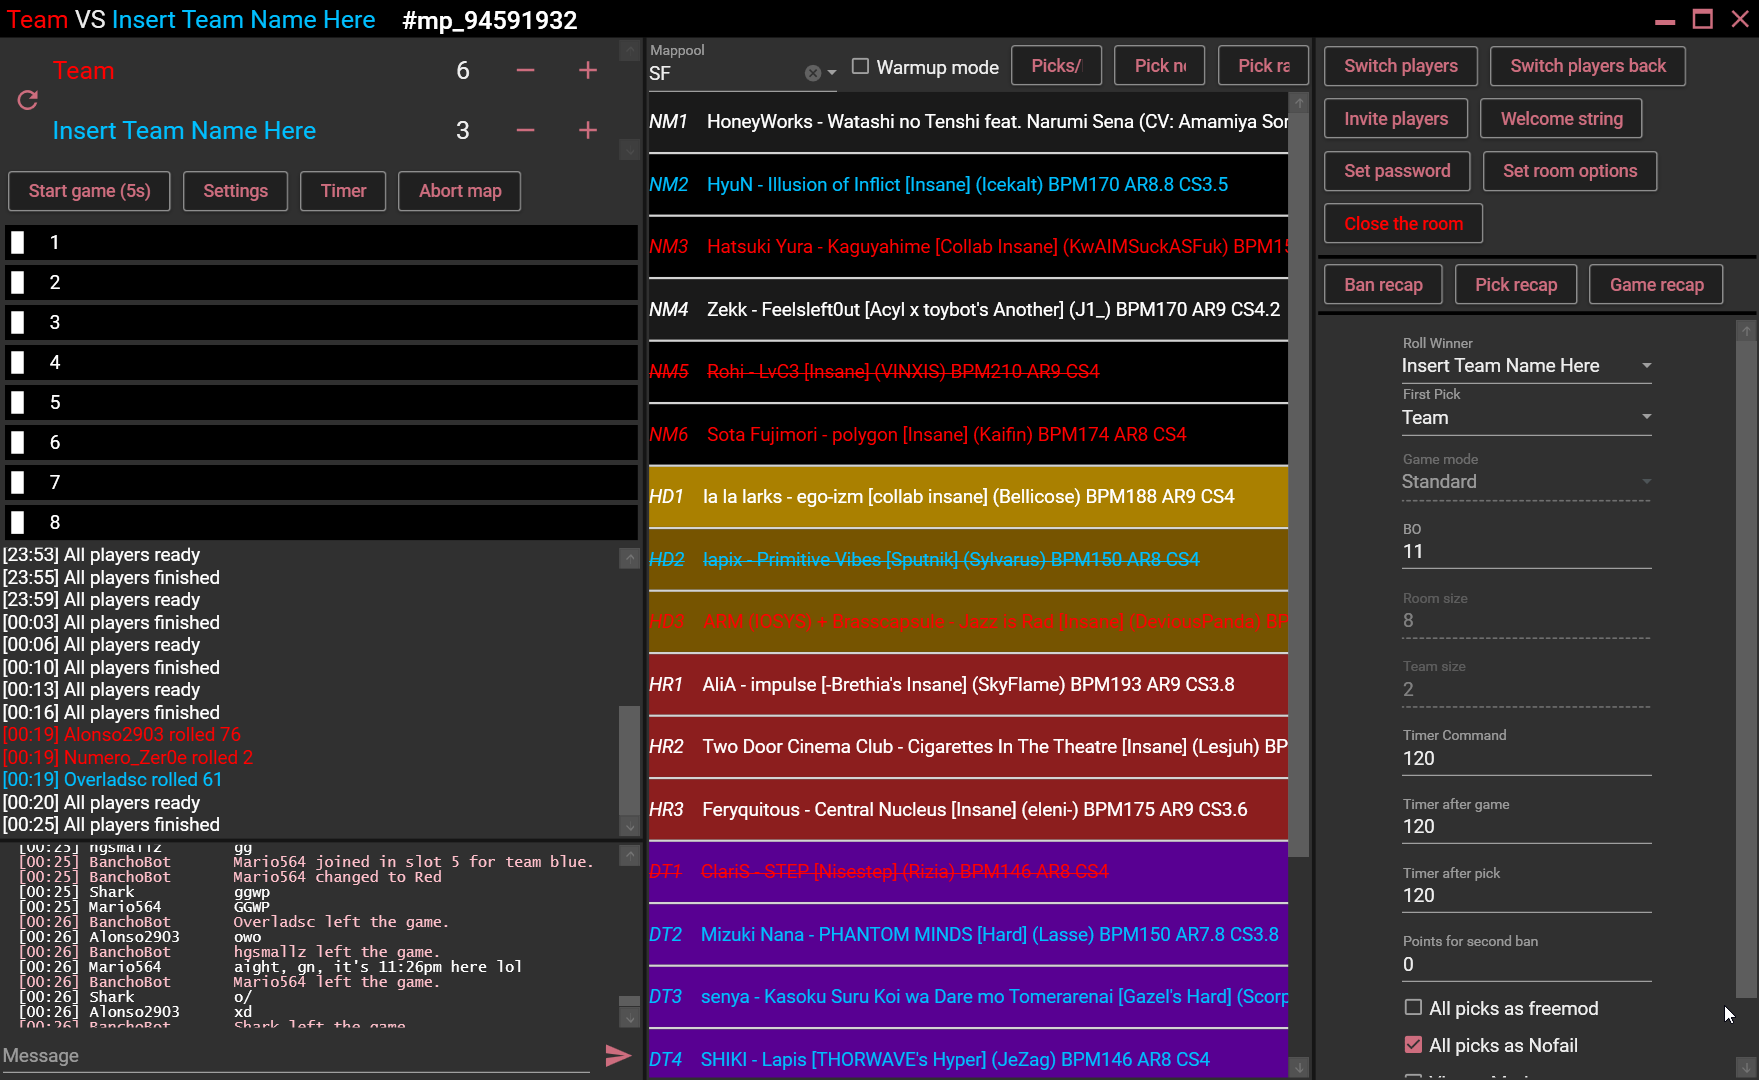 Team VS Insert Team Name Here #mp_94591932
Team 6
Insert Team Name Here 3
Start game (5s) Settings Timer Abort map
1
2
3
4
5
6
7
8
[23:53] All players ready
[23:55] All players finished
[23:59] All players ready
[00:03] All players finished
[00:06] All players ready
[00:10] All players finished
[00:13] All players ready
[00:16] All players finished
[00:19] Alonso2903 rolled 76
[00:19] Numero_Zer0e rolled 2
[00:19] Overladsc rolled 61
[00:20] All players ready
[00:25] All players finished
[00:25] hgsmallz gg
[00:25] BanchoBot Mario564 joined in slot 5 for team blue.
[00:25] BanchoBot Mario564 changed to Red
[00:25] Shark ggwp
[00:25] Mario564 GGWP
[00:26] BanchoBot Overladsc left the game.
[00:26] Alonso2903 owo
[00:26] BanchoBot hgsmallz left the game.
[00:26] Mario564 aight, gn, it's 11:26pm here lol
[00:26] BanchoBot Mario564 left the game.
[00:26] Shark o/
[00:26] Alonso2903 xd
[00:26] BanchoBot Shark left the game
Message
Mappool
SF
Warmup mode
Picks/ Pick Pick ra
NM1 HoneyWorks - Watashi no Tenshi feat. Narumi Sena (CV: Amamiya Sor
NM2 HyuN - Illusion of Inflict [Insane] (Icekalt) BPM170 AR8.8 CS3.5
NM3 Hatsuki Yura - Kaguyahime [Collab Insane] (KwAIMSuckASFuk) BPM15
NM4 Zekk - Feelsleft0ut [Acyl x toybot's Another] (J1_) BPM170 AR9 CS4.2
NM5 Rohi - LvC3 [Insane] (VINXIS) BPM210 AR9 CS4
NM6 Sota Fujimori - polygon [Insane] (Kaifin) BPM174 AR8 CS4
HD1 la la larks - ego-izm [collab insane] (Bellicose) BPM188 AR9 CS4
HD2 lapix - Primitive Vibes [Sputnik] (Sylvarus) BPM150 AR8 CS4
HD3 ARM (IOSYS) + Brasscapsule - Jazz is Rad [Insane] (DeviousPanda) BP
HR1 AliA - impulse [-Brethia's Insane] (SkyFlame) BPM193 AR9 CS3.8
HR2 Two Door Cinema Club - Cigarettes In The Theatre [Insane] (Lesjuh) BP
HR3 Feryquitous - Central Nucleus [Insane] (eleni-) BPM175 AR9 CS3.6
DT1 ClariS - STEP [Nisestep] (Rizia) BPM146 AR8 CS4
DT2 Mizuki Nana - PHANTOM MINDS [Hard] (Lasse) BPM150 AR7.8 CS3.8
DT3 senya - Kasoku Suru Koi wa Dare mo Tomerarenai [Gazel's Hard] (Scorp
DT4 SHIKI - Lapis [THORWAVE's Hyper] (JeZag) BPM146 AR8 CS4
Switch players Switch players back
Invite players Welcome string
Set password Set room options
Close the room
Ban recap Pick recap Game recap
Roll Winner
Insert Team Name Here
First Pick
Team
Game mode
Standard
BO
11
Room size
8
Team size
2
Timer Command
120
Timer after game
120
Timer after pick
120
Points for second ban
0
All picks as freemod
All picks as Nofail